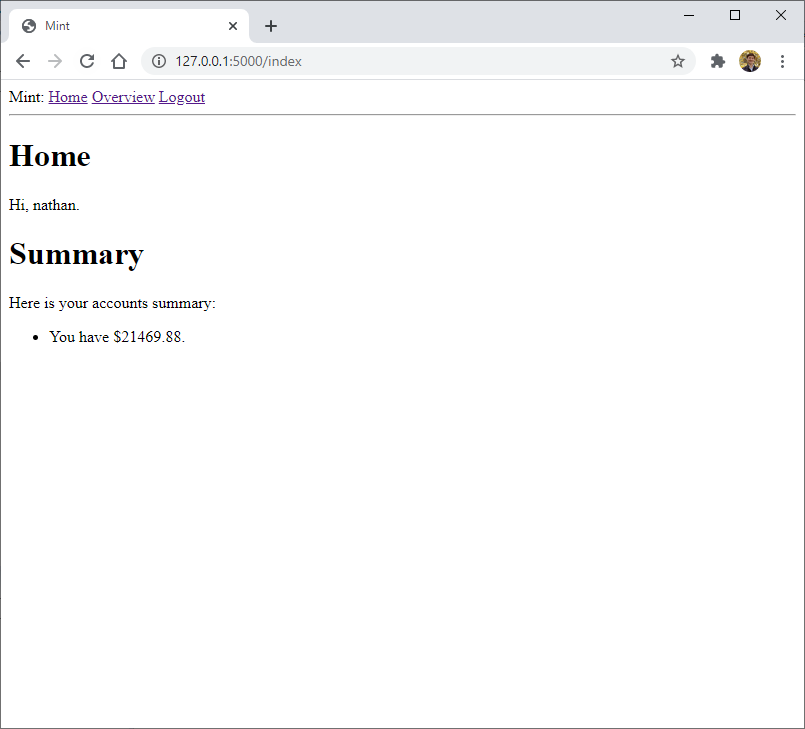 Mint
127.0.0.1:5000/index
Mint: Home Overview Logout
Home
Hi, nathan.
Summary
Here is your accounts summary:
• You have $21469.88.